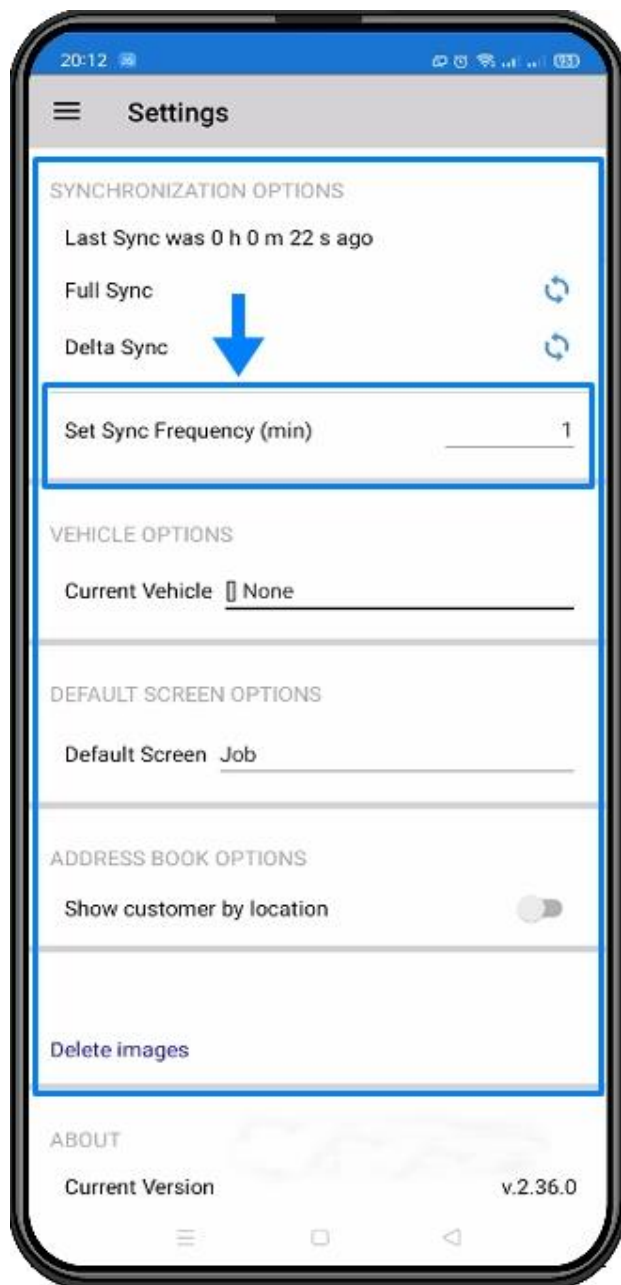 20:12
93
Settings
SYNCHRONIZATION OPTIONS
Last Sync was 0 h 0 m 22 s ago
Full Sync
Delta Sync
Set Sync Frequency (min) 1
VEHICLE OPTIONS
Current Vehicle [] None
DEFAULT SCREEN OPTIONS
Default Screen Job
ADDRESS BOOK OPTIONS
Show customer by location
Delete images
ABOUT
Current Version v.2.36.0